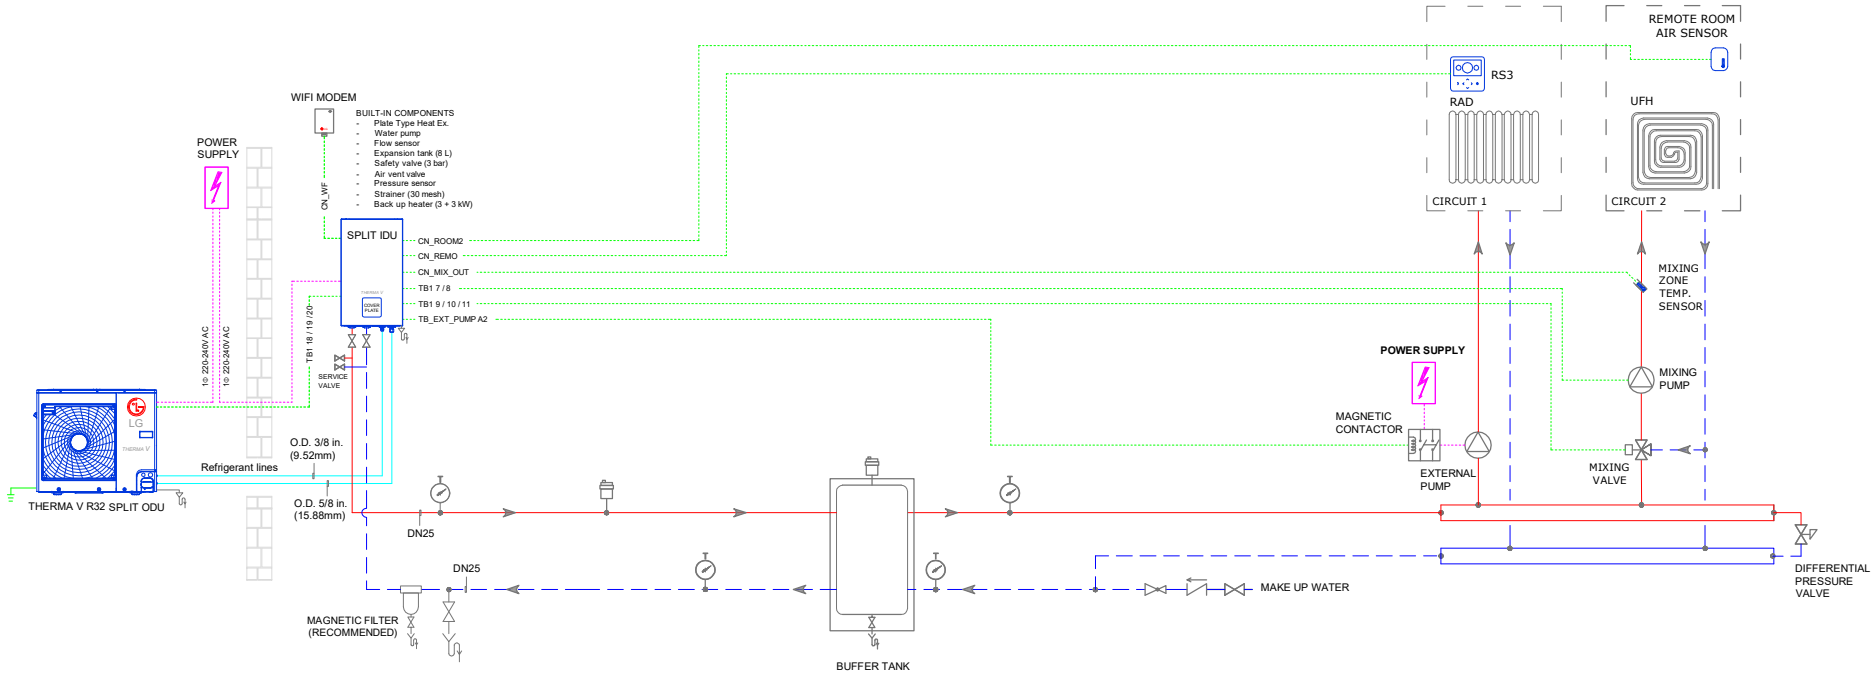 REMOTE ROOM
AIR SENSOR
RS3
RAD
UFH
CIRCUIT 1
CIRCUIT 2
WIFI MODEM
BUILT-IN COMPONENTS
- Plate Type Heat Ex.
- Water pump
- Flow sensor
- Expansion tank (8 L)
- Safety valve (3 bar)
- Air vent valve
- Pressure sensor
- Strainer (30 mesh)
- Back up heater (3 + 3 kW)
POWER
SUPPLY
CN_WF
SPLIT IDU
THERMA V
COVER
PLATE
CN_ROOM2
CN_REMO
CN_MIX_OUT
TB1 7 / 8
TB1 9 / 10 / 11
TB_EXT_PUMP A2
1Φ 220-240V AC
1Φ 220-240V AC
TB1 18 / 19 /20
SERVICE
VALVE
MIXING
ZONE
TEMP.
SENSOR
POWER SUPPLY
MIXING
PUMP
MAGNETIC
CONTACTOR
EXTERNAL
PUMP
MIXING
VALVE
LG
THERMA V
O.D. 3/8 in.
(9.52mm)
Refrigerant lines
O.D. 5/8 in.
(15.88mm)
THERMA V R32 SPLIT ODU
DN25
DN25
MAGNETIC FILTER
(RECOMMENDED)
BUFFER TANK
MAKE UP WATER
DIFFERENTIAL
PRESSURE
VALVE